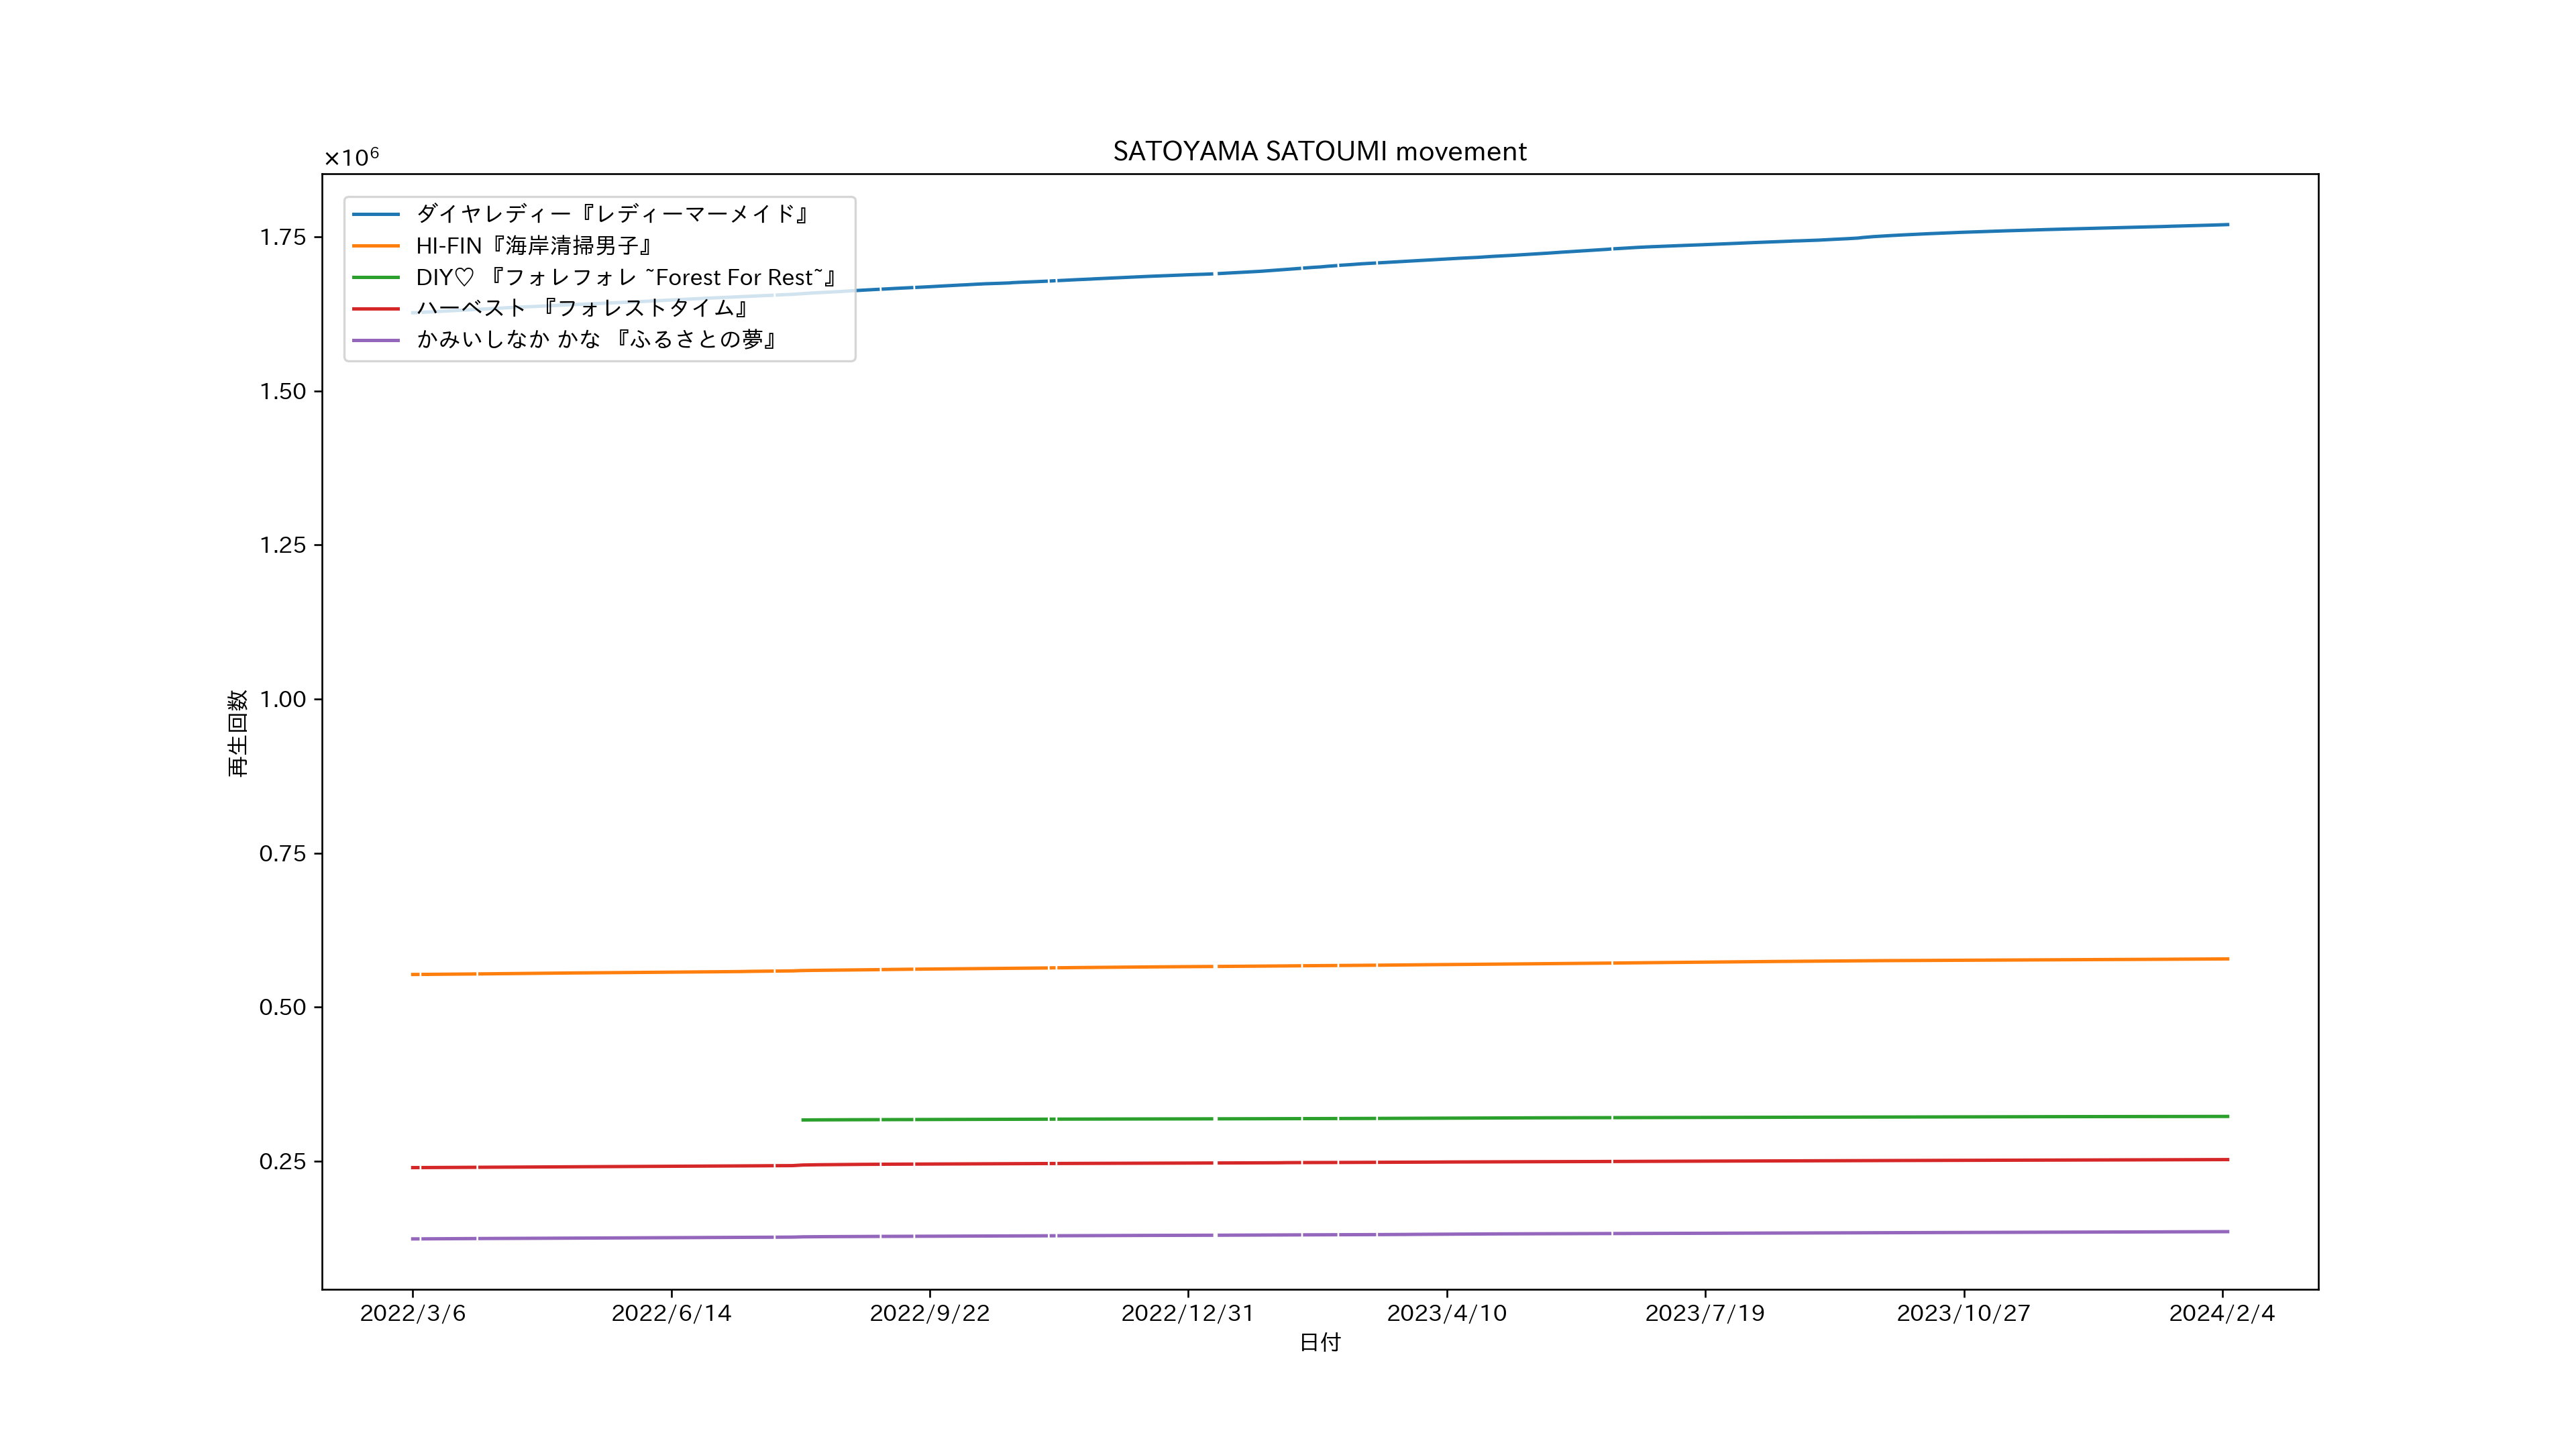 SATOYAMA SATOUMI movement
×10⁶
ダイヤレディー『レディーマーメイド』
HI-FIN『海岸清掃男子』
DIY♡ 『フォレフォレ ~Forest For Rest~』
ハーベスト 『フォレストタイム』
かみいしなか かな 『ふるさとの夢』
1.75
1.50
1.25
1.00
0.75
0.50
0.25
再生回数
2022/3/6 2022/6/14 2022/9/22 2022/12/31 2023/4/10 2023/7/19 2023/10/27 2024/2/4
日付